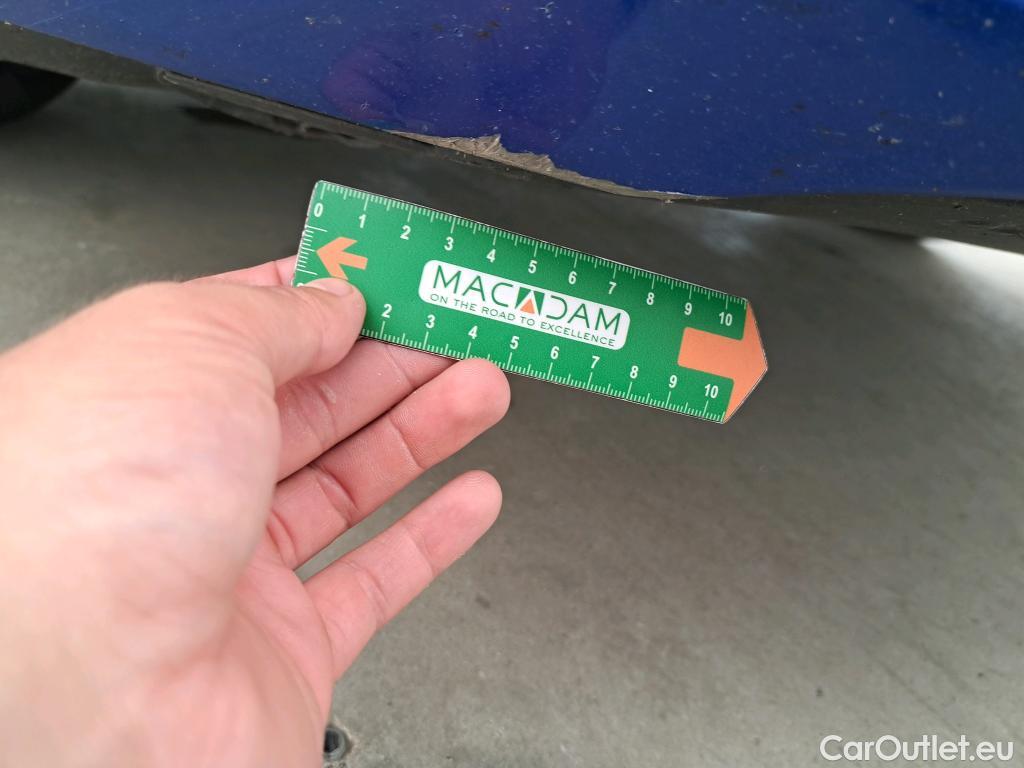 0 1 2 3 4 5 6 7 8 9 10
MACADAM
ON THE ROAD TO EXCELLENCE
2 3 4 5 6 7 8 9 10
CarOutlet.eu